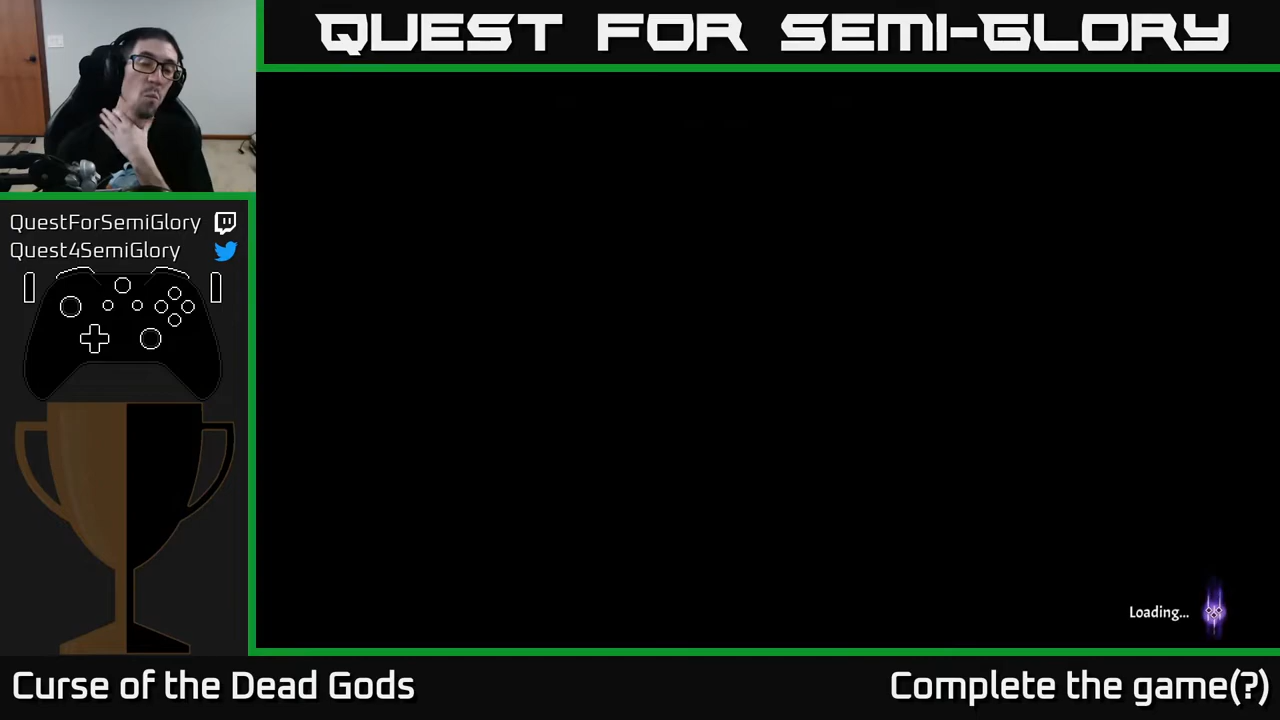 QUEST FOR SEMI-GLORY
QuestForSemiGlory
Quest4SemiGlory
Loading...
Curse of the Dead Gods
Complete the game(?)